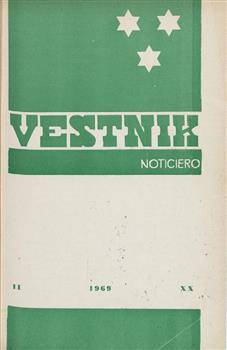 VESTNIK
NOTICIERO
II 1969 XX